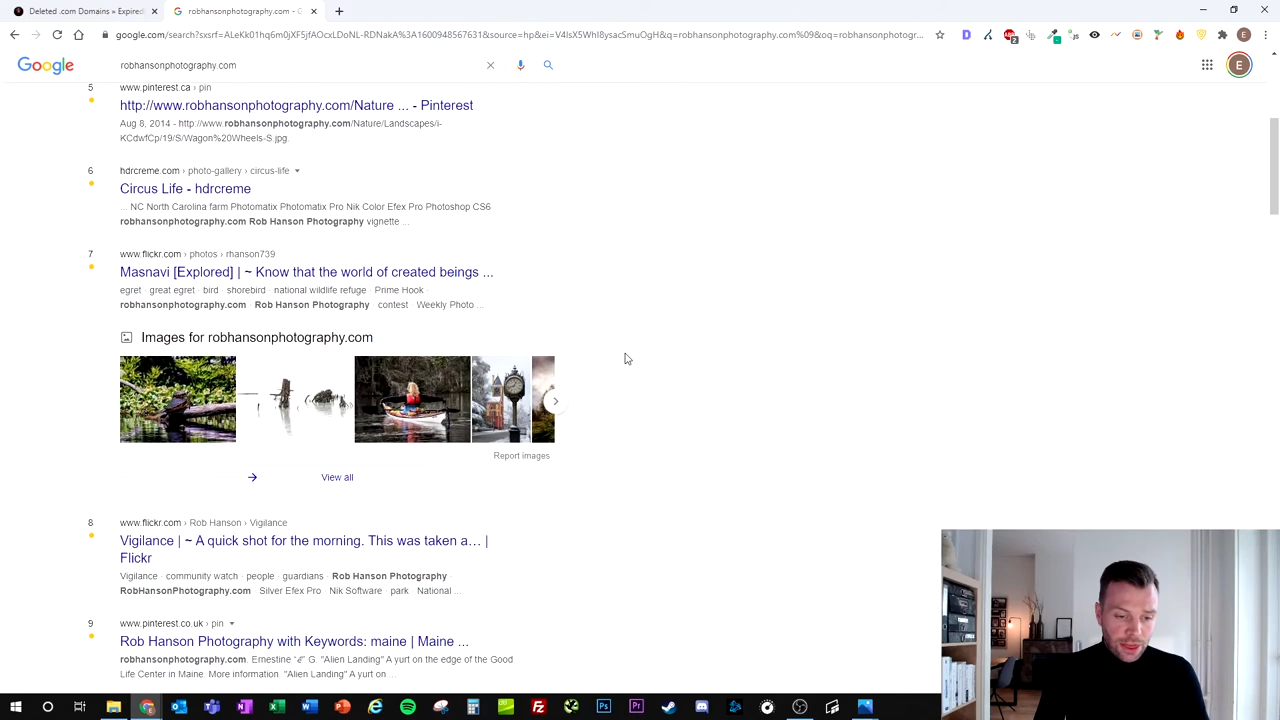 Deleted .com Domains » Expired
robhansonphotography.com - G
google.com/search?sxsrf=ALeKk01hq6m0jXF5jfAOcxLDoNL-RDNakA%3A1600948567631&source=hp&ei=V4lsX5WhI8ysacSmuOgH&q=robhansonphotography.com%09&oq=robhansonphotogr...
Google
robhansonphotography.com
5
www.pinterest.ca › pin
http://www.robhansonphotography.com/Nature ... - Pinterest
Aug 8, 2014 - http://www.robhansonphotography.com/Nature/Landscapes/i-
KCdwfCp/19/S/Wagon%20Wheels-S.jpg.
6
hdrcreme.com › photo-gallery › circus-life
Circus Life - hdrcreme
... NC North Carolina farm Photomatix Photomatix Pro Nik Color Efex Pro Photoshop CS6
robhansonphotography.com Rob Hanson Photography vignette ...
7
www.flickr.com › photos › rhanson739
Masnavi [Explored] | ~ Know that the world of created beings ...
egret · great egret · bird · shorebird · national wildlife refuge · Prime Hook ·
robhansonphotography.com · Rob Hanson Photography · contest · Weekly Photo ...
Images for robhansonphotography.com
Report images
View all
8
www.flickr.com › Rob Hanson › Vigilance
Vigilance | ~ A quick shot for the morning. This was taken a… |
Flickr
Vigilance · community watch · people · guardians · Rob Hanson Photography ·
RobHansonPhotography.com · Silver Efex Pro · Nik Software · park · National ...
9
www.pinterest.co.uk › pin
Rob Hanson Photography with Keywords: maine | Maine ...
robhansonphotography.com. Ernestine "✐" G. "Alien Landing" A yurt on the edge of the Good
Life Center in Maine. More information. "Alien Landing" A yurt on ...